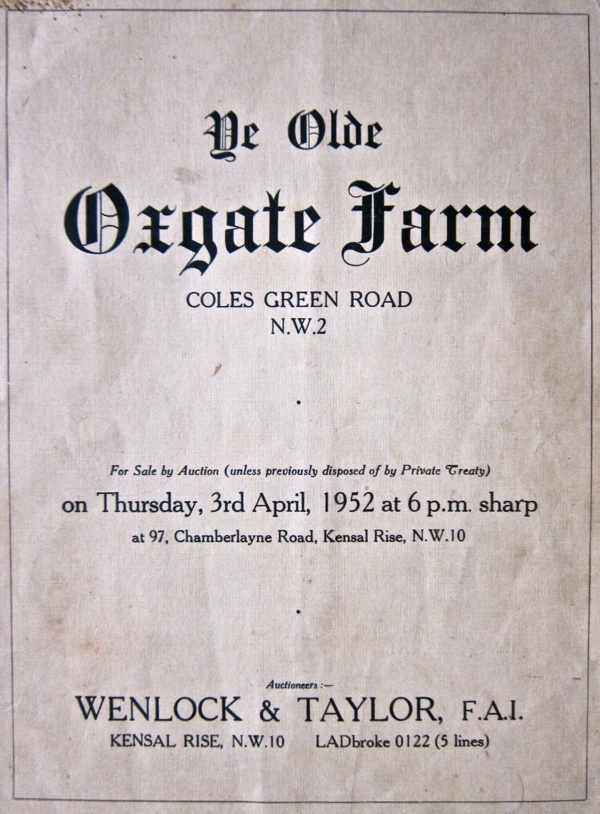 Ye Olde
Oxgate Farm
COLES GREEN ROAD
N.W.2
For Sale by Auction (unless previously disposed of by Private Treaty)
on Thursday, 3rd April, 1952 at 6 p.m. sharp
at 97, Chamberlayne Road, Kensal Rise, N.W.10
Auctioneers :—
WENLOCK & TAYLOR, F.A.I.
KENSAL RISE, N.W.10 LADbroke 0122 (5 lines)